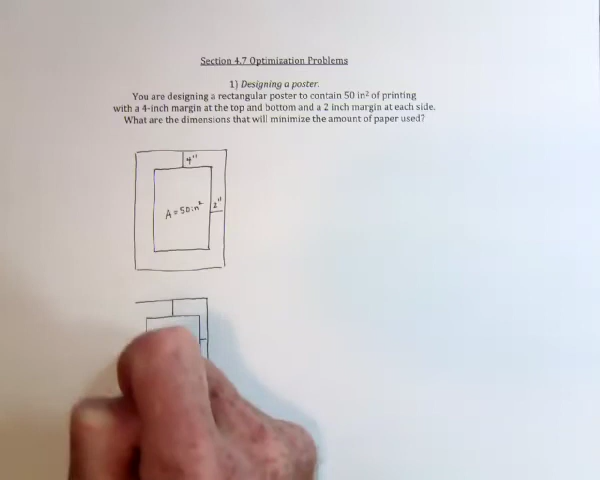 Section 4.7 Optimization Problems
1) Designing a poster.
You are designing a rectangular poster to contain 50 in² of printing
with a 4-inch margin at the top and bottom and a 2 inch margin at each side.
What are the dimensions that will minimize the amount of paper used?
4"
A = 50in²
2"